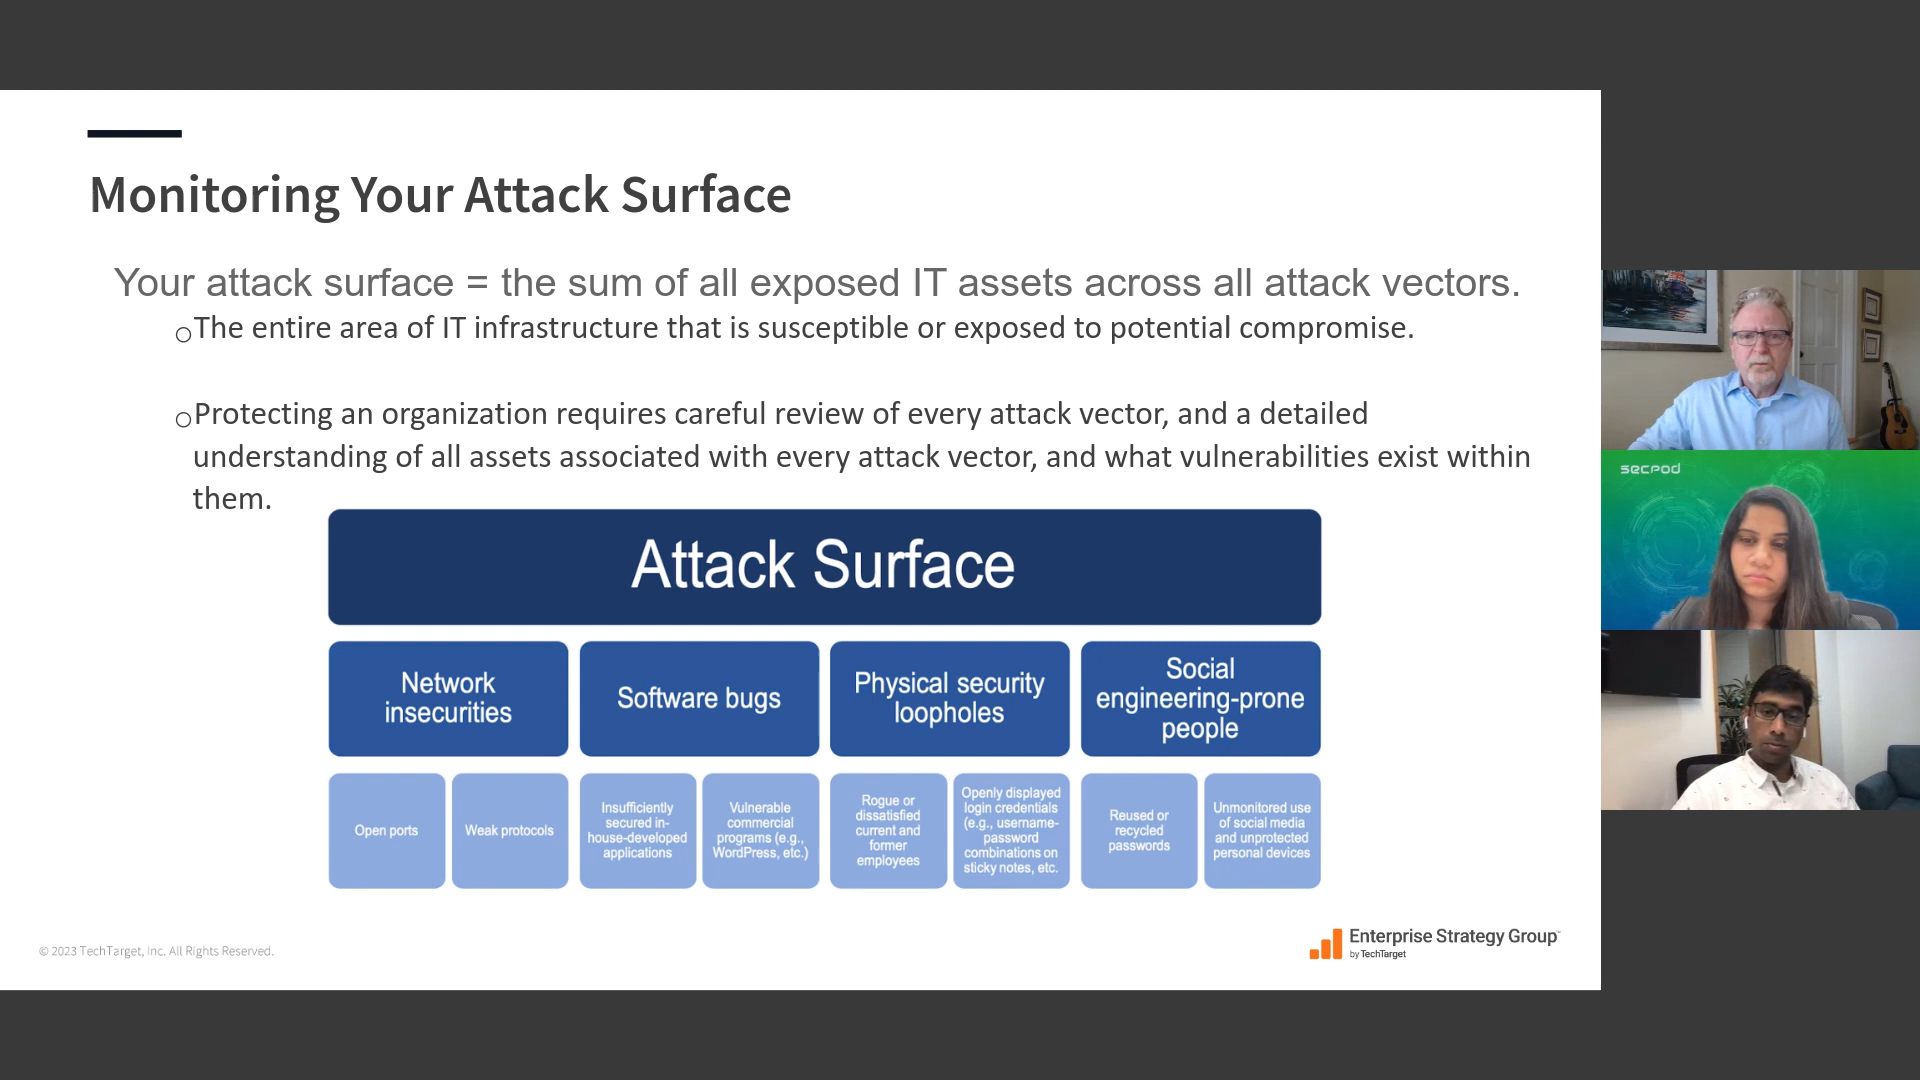 Monitoring Your Attack Surface
Your attack surface = the sum of all exposed IT assets across all attack vectors.
The entire area of IT infrastructure that is susceptible or exposed to potential compromise.
Protecting an organization requires careful review of every attack vector, and a detailed
understanding of all assets associated with every attack vector, and what vulnerabilities exist within
them.
Attack Surface
Network
insecurities
Software bugs
Physical security
loopholes
Social
engineering-prone
people
Open ports
Weak protocols
Insufficiently
secured in-
house-developed
applications
Vulnerable
commercial
programs (e.g.,
WordPress, etc.)
Rogue or
dissatisfied
current and
former
employees
Openly displayed
login credentials
(e.g., username-
password
combinations on
sticky notes, etc.
Reused or
recycled
passwords
Unmonitored use
of social media
and unprotected
personal devices
© 2023 TechTarget, Inc. All Rights Reserved.
Enterprise Strategy Group™
by TechTarget
secpod